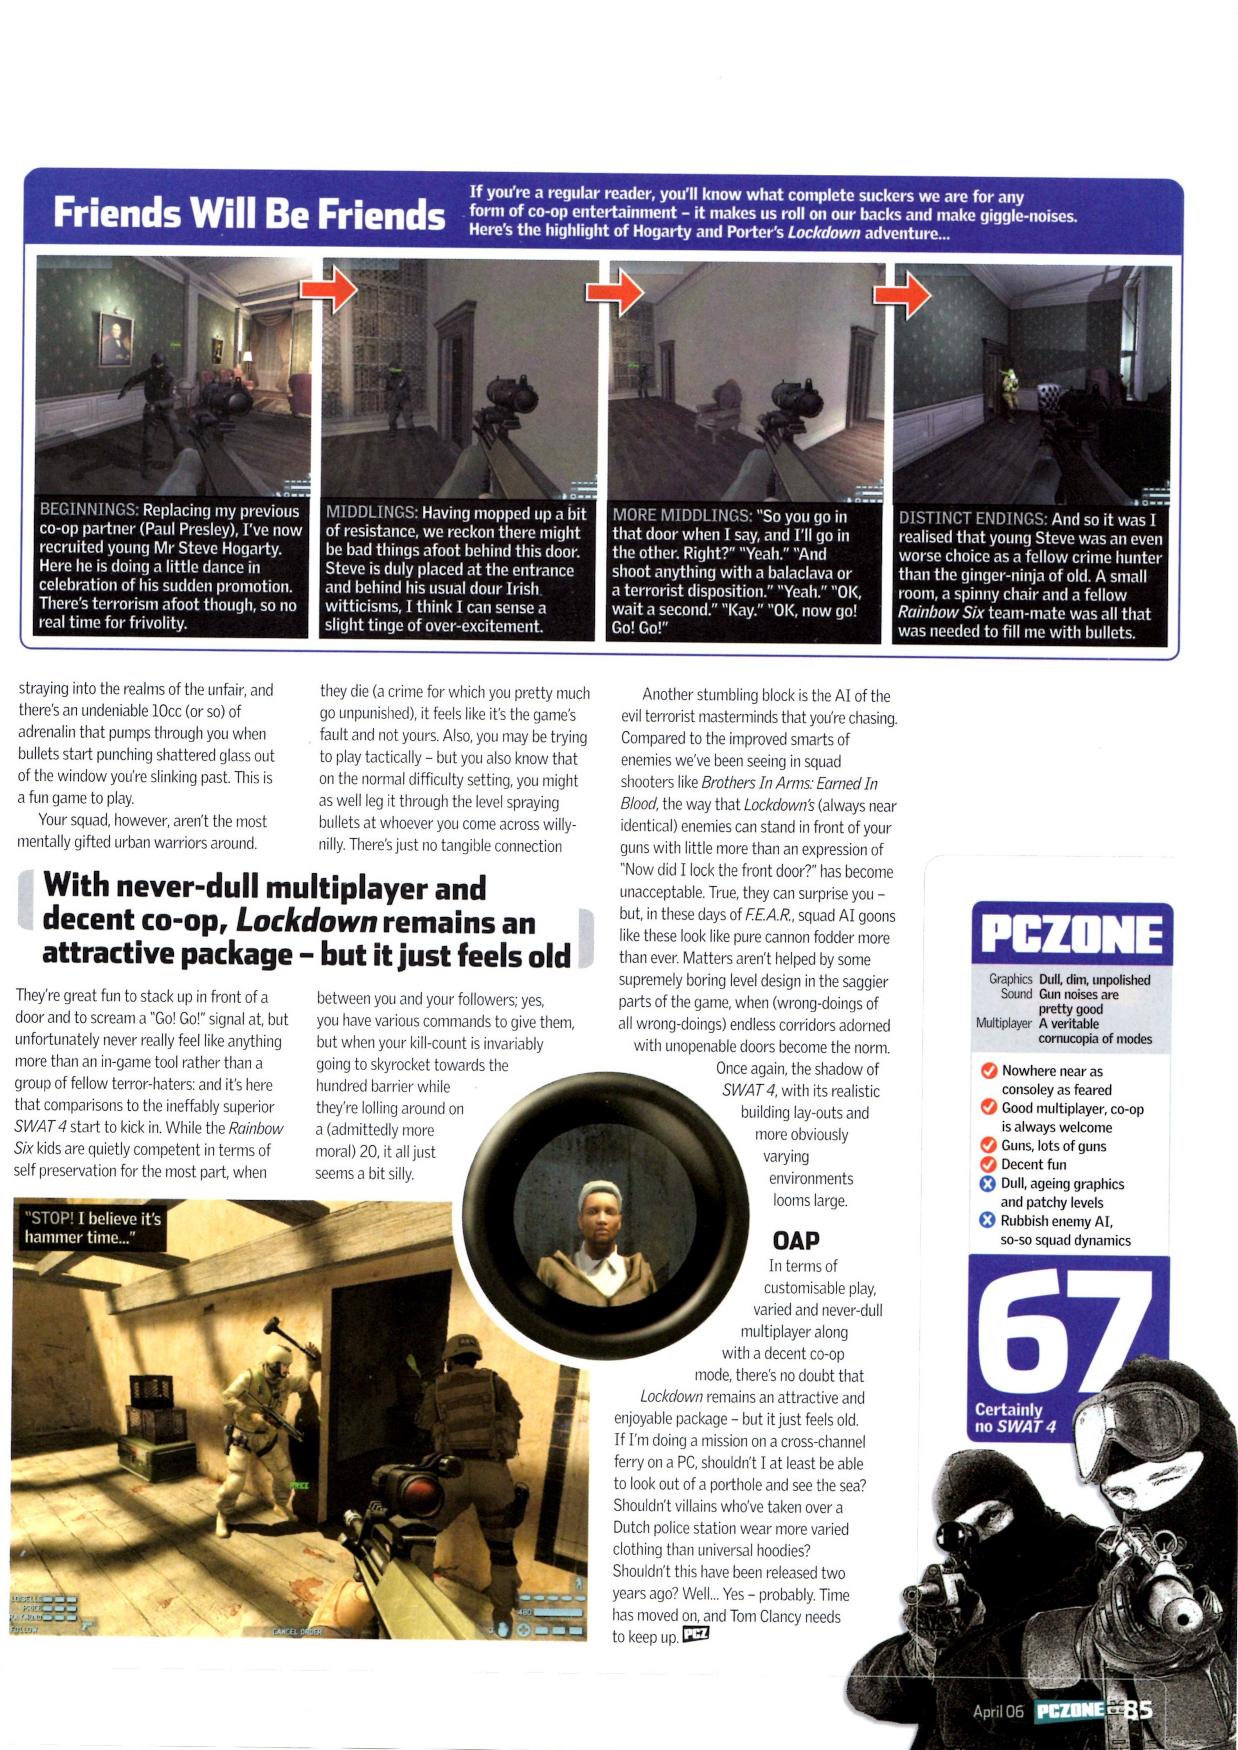 Friends Will Be Friends
If you're a regular reader, you'll know what complete suckers we are for any
form of co-op entertainment – it makes us roll on our backs and make giggle-noises.
Here's the highlight of Hogarty and Porter's Lockdown adventure...
BEGINNINGS: Replacing my previous
co-op partner (Paul Presley), I've now
recruited young Mr Steve Hogarty.
Here he is doing a little dance in
celebration of his sudden promotion.
There's terrorism afoot though, so no
real time for frivolity.
MIDDLINGS: Having mopped up a bit
of resistance, we reckon there might
be bad things afoot behind this door.
Steve is duly placed at the entrance
and behind his usual dour Irish
witticisms, I think I can sense a
slight tinge of over-excitement.
MORE MIDDLINGS: "So you go in
that door when I say, and I'll go in
the other. Right?" "Yeah." "And
shoot anything with a balaclava or
a terrorist disposition." "Yeah." "OK,
wait a second." "Kay." "OK, now go!
Go! Go!"
DISTINCT ENDINGS: And so it was I
realised that young Steve was an even
worse choice as a fellow crime hunter
than the ginger-ninja of old. A small
room, a spinny chair and a fellow
Rainbow Six team-mate was all that
was needed to fill me with bullets.
straying into the realms of the unfair, and
there's an undeniable 10cc (or so) of
adrenalin that pumps through you when
bullets start punching shattered glass out
of the window you're slinking past. This is
a fun game to play.
Your squad, however, aren't the most
mentally gifted urban warriors around.
With never-dull multiplayer and
decent co-op, Lockdown remains an
attractive package – but it just feels old
They're great fun to stack up in front of a
door and to scream a "Go! Go!" signal at, but
unfortunately never really feel like anything
more than an in-game tool rather than a
group of fellow terror-haters: and it's here
that comparisons to the ineffably superior
SWAT 4 start to kick in. While the Rainbow
Six kids are quietly competent in terms of
self preservation for the most part, when
they die (a crime for which you pretty much
go unpunished), it feels like it's the game's
fault and not yours. Also, you may be trying
to play tactically – but you also know that
on the normal difficulty setting, you might
as well leg it through the level spraying
bullets at whoever you come across willy-
nilly. There's just no tangible connection
between you and your followers; yes,
you have various commands to give them,
but when your kill-count is invariably
going to skyrocket towards the
hundred barrier while
they're lolling around on
a (admittedly more
moral) 20, it all just
seems a bit silly.
"STOP! I believe it's
hammer time..."
FREE
LOISELLE
PRICE
RAYMOND
FOLLOW
CANCEL ORDER
480
Another stumbling block is the AI of the
evil terrorist masterminds that you're chasing.
Compared to the improved smarts of
enemies we've been seeing in squad
shooters like Brothers In Arms: Earned In
Blood, the way that Lockdown's (always near
identical) enemies can stand in front of your
guns with little more than an expression of
"Now did I lock the front door?" has become
unacceptable. True, they can surprise you –
but, in these days of F.E.A.R., squad AI goons
like these look like pure cannon fodder more
than ever. Matters aren't helped by some
supremely boring level design in the saggier
parts of the game, when (wrong-doings of
all wrong-doings) endless corridors adorned
with unopenable doors become the norm.
Once again, the shadow of
SWAT 4, with its realistic
building lay-outs and
more obviously
varying
environments
looms large.
OAP
In terms of
customisable play,
varied and never-dull
multiplayer along
with a decent co-op
mode, there's no doubt that
Lockdown remains an attractive and
enjoyable package – but it just feels old.
If I'm doing a mission on a cross-channel
ferry on a PC, shouldn't I at least be able
to look out of a porthole and see the sea?
Shouldn't villains who've taken over a
Dutch police station wear more varied
clothing than universal hoodies?
Shouldn't this have been released two
years ago? Well... Yes – probably. Time
has moved on, and Tom Clancy needs
to keep up. PCZ
PCZONE
Graphics Dull, dim, unpolished
Sound Gun noises are
pretty good
Multiplayer A veritable
cornucopia of modes
Nowhere near as
consoley as feared
Good multiplayer, co-op
is always welcome
Guns, lots of guns
Decent fun
Dull, ageing graphics
and patchy levels
Rubbish enemy AI,
so-so squad dynamics
67
Certainly
no SWAT 4
April 06 PCZONE 85